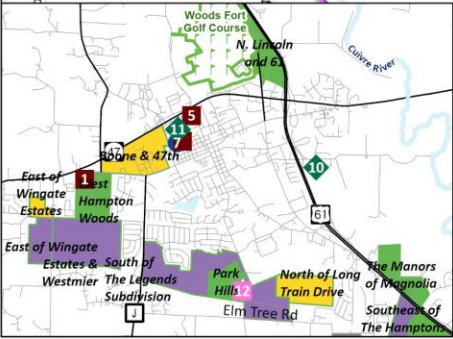 Woods Fort
Golf Course
N. Lincoln
and 61
Cuivre River
5
11
7
47
Boone & 47th
10
East of
Wingate
Estates
1
West
Hampton
Woods
61
East of Wingate
Estates &
Westmier
South of
The Legends
Subdivision
Park
Hills
12
North of Long
Train Drive
The Manors
of Magnolia
J
Elm Tree Rd
Southeast of
The Hamptons